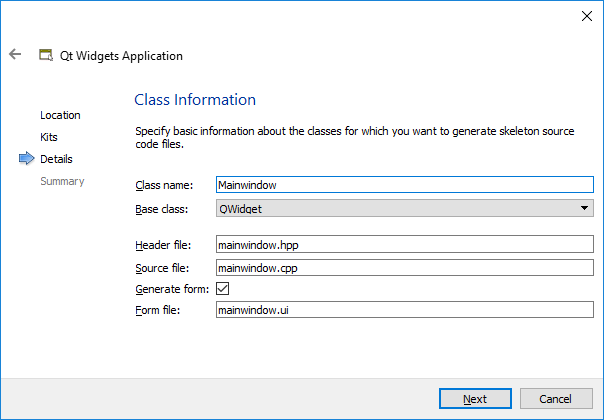 Qt Widgets Application
Location
Kits
Details
Summary
Class Information
Specify basic information about the classes for which you want to generate skeleton source
code files.
Class name: Mainwindow
Base class: QWidget
Header file: mainwindow.hpp
Source file: mainwindow.cpp
Generate form:
Form file: mainwindow.ui
Next Cancel